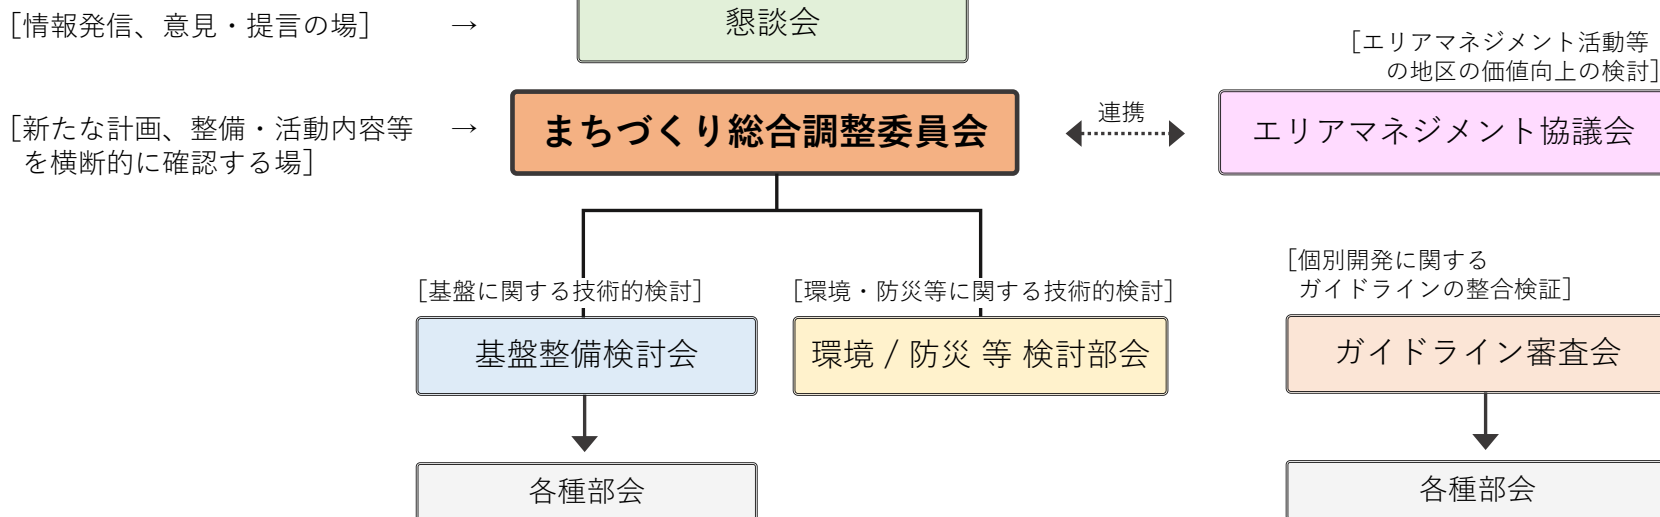 ［情報発信、意見・提言の場］ →
懇談会
［エリアマネジメント活動等
の地区の価値向上の検討］
［新たな計画、整備・活動内容等
を横断的に確認する場］
→
まちづくり総合調整委員会
連携
エリアマネジメント協議会
［基盤に関する技術的検討］
［環境・防災等に関する技術的検討］
［個別開発に関する
ガイドラインの整合検証］
基盤整備検討会
環境 / 防災 等 検討部会
ガイドライン審査会
各種部会
各種部会